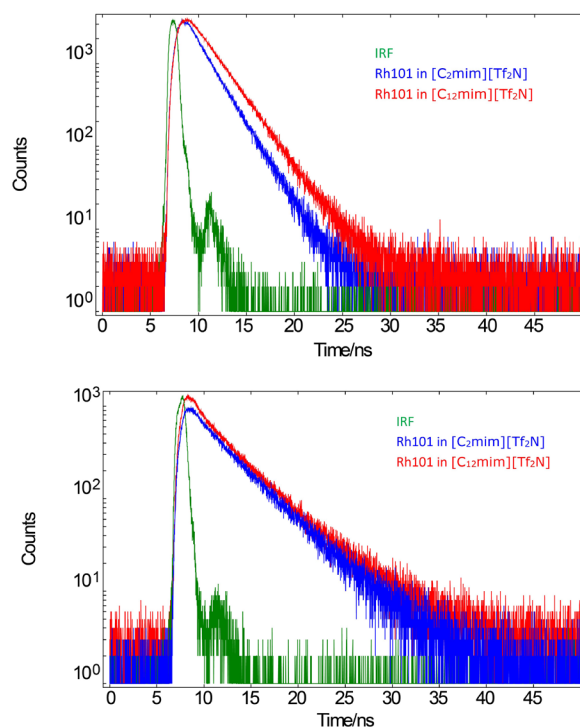 10³
10²
10¹
10⁰
Counts
IRF
Rh101 in [C₂mim][Tf₂N]
Rh101 in [C₁₂mim][Tf₂N]
0 5 10 15 20 25 30 35 40 45
Time/ns
10³
10²
10¹
10⁰
Counts
IRF
Rh101 in [C₂mim][Tf₂N]
Rh101 in [C₁₂mim][Tf₂N]
0 5 10 15 20 25 30 35 40 45
Time/ns